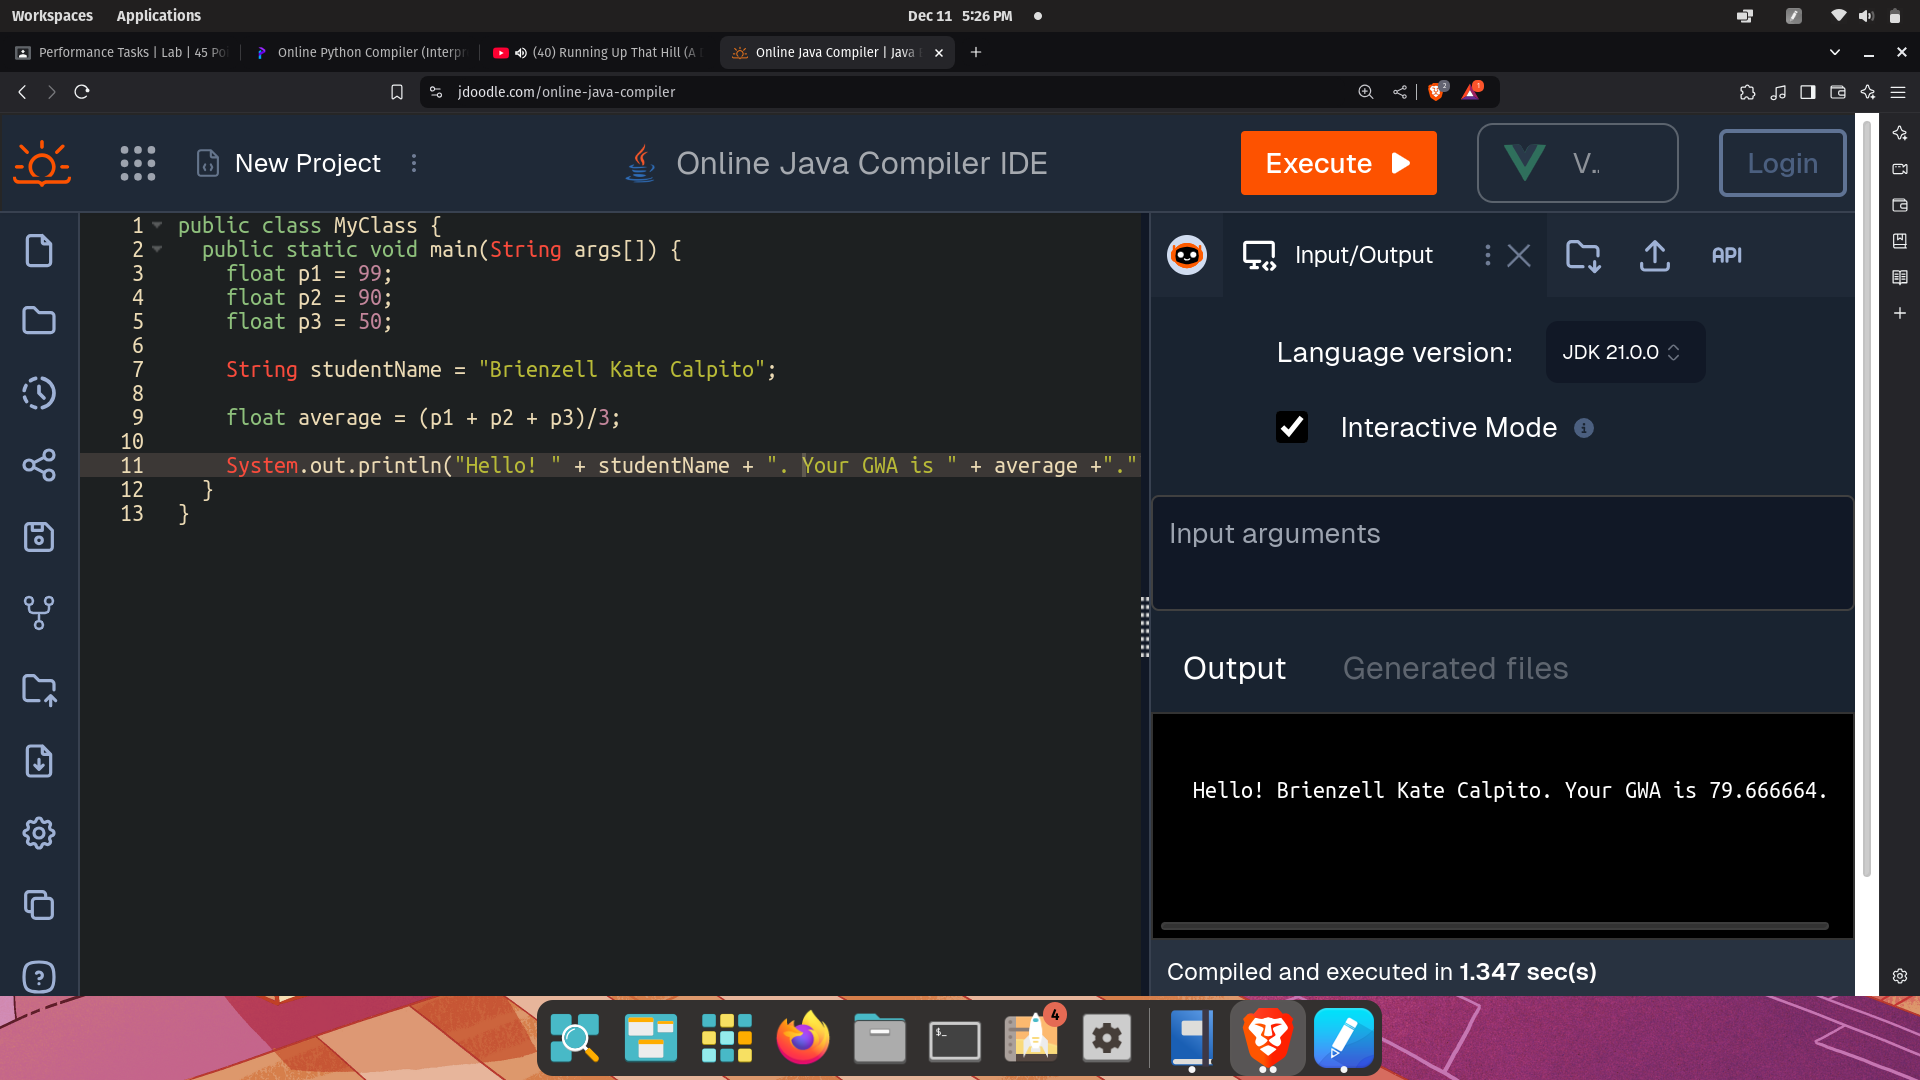 Workspaces Applications Dec 11 5:26 PM
Performance Tasks | Lab | 45 Po Online Python Compiler (Interpr (40) Running Up That Hill (A Online Java Compiler | Java
jdoodle.com/online-java-compiler 2 1
New Project Online Java Compiler IDE Execute V.. Login
1 public class MyClass {
2 public static void main(String args[]) {
3 float p1 = 99;
4 float p2 = 90;
5 float p3 = 50;
6
7 String studentName = "Brienzell Kate Calpito";
8
9 float average = (p1 + p2 + p3)/3;
10
11 System.out.println("Hello! " + studentName + ". Your GWA is " + average +"."
12 }
13 }
Input/Output API
Language version: JDK 21.0.0
Interactive Mode
Input arguments
Output Generated files
Hello! Brienzell Kate Calpito. Your GWA is 79.666664.
Compiled and executed in 1.347 sec(s)
$_ 4